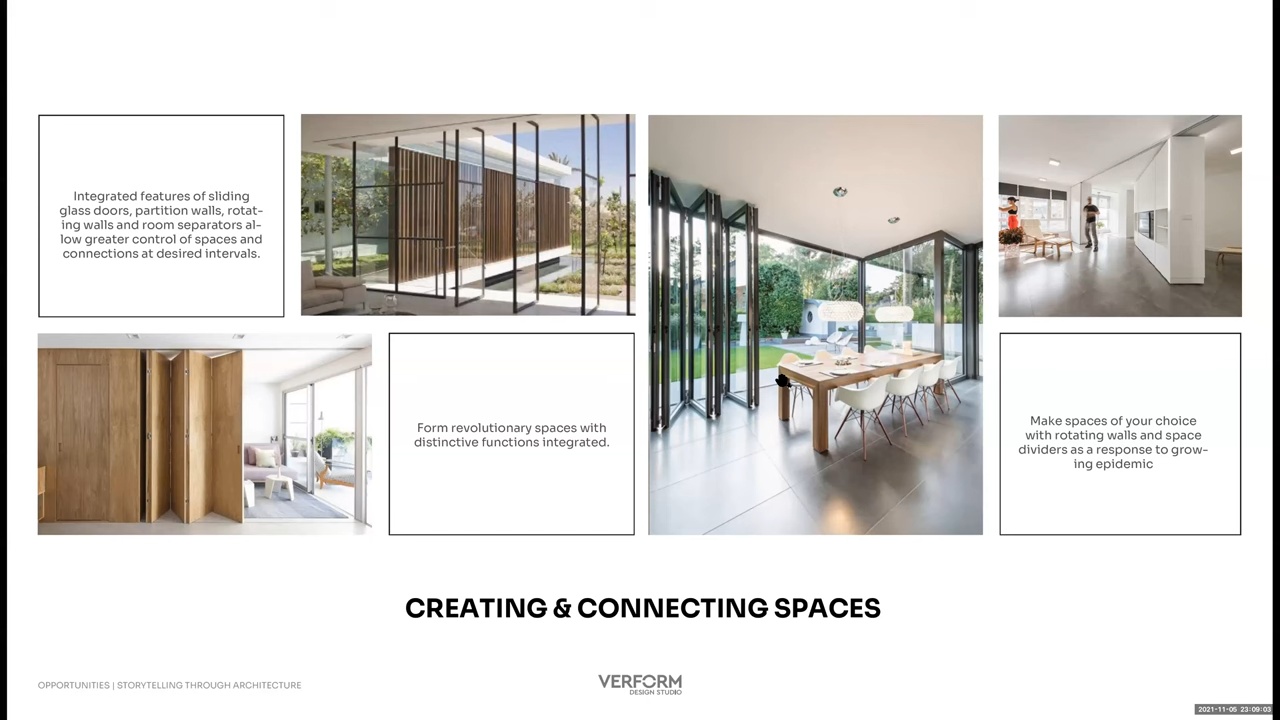 Integrated features of sliding
glass doors, partition walls, rotat-
ing walls and room separators al-
low greater control of spaces and
connections at desired intervals.
Form revolutionary spaces with
distinctive functions integrated.
Make spaces of your choice
with rotating walls and space
dividers as a response to grow-
ing epidemic
CREATING & CONNECTING SPACES
OPPORTUNITIES | STORYTELLING THROUGH ARCHITECTURE
VERFORM
DESIGN STUDIO
2021-11-05 23:09:03